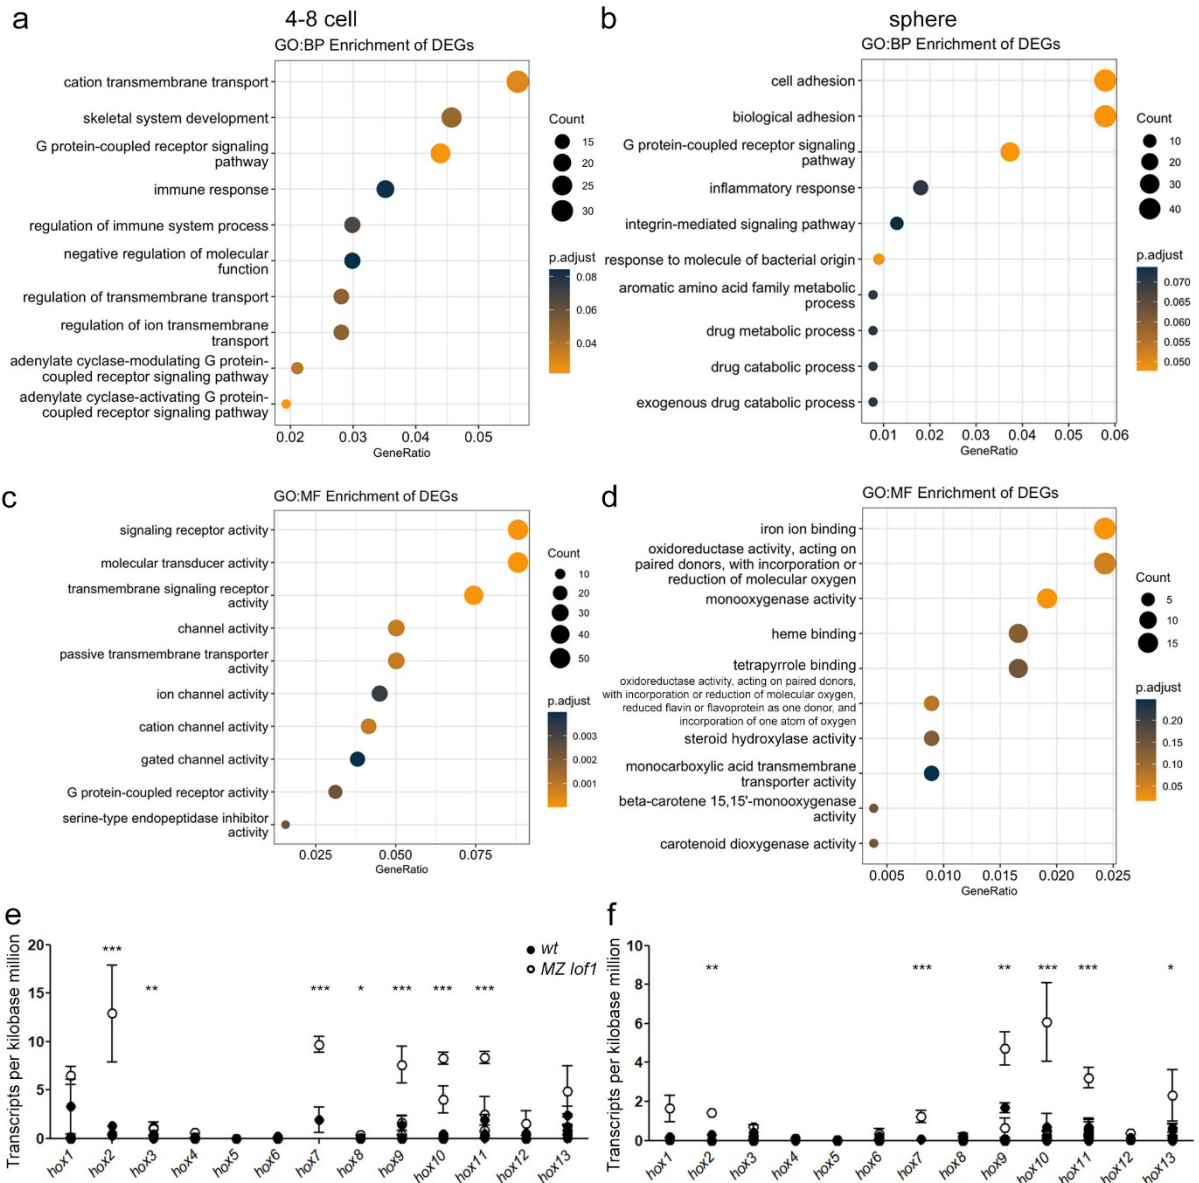 a
4-8 cell
GO:BP Enrichment of DEGs
cation transmembrane transport
skeletal system development
G protein-coupled receptor signaling
pathway
immune response
regulation of immune system process
negative regulation of molecular
function
regulation of transmembrane transport
regulation of ion transmembrane
transport
adenylate cyclase-modulating G protein-
coupled receptor signaling pathway
adenylate cyclase-activating G protein-
coupled receptor signaling pathway
0.02 0.03 0.04 0.05
GeneRatio
Count
15
20
25
30
p.adjust
0.08
0.06
0.04
b
sphere
GO:BP Enrichment of DEGs
cell adhesion
biological adhesion
G protein-coupled receptor signaling
pathway
inflammatory response
integrin-mediated signaling pathway
response to molecule of bacterial origin
aromatic amino acid family metabolic
process
drug metabolic process
drug catabolic process
exogenous drug catabolic process
0.01 0.02 0.03 0.04 0.05 0.06
GeneRatio
Count
10
20
30
40
p.adjust
0.070
0.065
0.060
0.055
0.050
c
GO:MF Enrichment of DEGs
signaling receptor activity
molecular transducer activity
transmembrane signaling receptor
activity
channel activity
passive transmembrane transporter
activity
ion channel activity
cation channel activity
gated channel activity
G protein-coupled receptor activity
serine-type endopeptidase inhibitor
activity
0.025 0.050 0.075
GeneRatio
Count
10
20
30
40
50
p.adjust
0.003
0.002
0.001
d
GO:MF Enrichment of DEGs
iron ion binding
oxidoreductase activity, acting on
paired donors, with incorporation or
reduction of molecular oxygen
monooxygenase activity
heme binding
tetrapyrrole binding
oxidoreductase activity, acting on paired donors,
with incorporation or reduction of molecular oxygen,
reduced flavin or flavoprotein as one donor, and
incorporation of one atom of oxygen
steroid hydroxylase activity
monocarboxylic acid transmembrane
transporter activity
beta-carotene 15,15'-monooxygenase
activity
carotenoid dioxygenase activity
0.005 0.010 0.015 0.020 0.025
GeneRatio
Count
5
10
15
p.adjust
0.20
0.15
0.10
0.05
e
Transcripts per kilobase million
20
15
10
5
0
*** ** *** * *** *** ***
wt
MZ lof1
hox1 hox2 hox3 hox4 hox5 hox6 hox7 hox8 hox9 hox10 hox11 hox12 hox13
f
Transcripts per kilobase million
10
8
6
4
2
0
** *** ** *** *** *
hox1 hox2 hox3 hox4 hox5 hox6 hox7 hox8 hox9 hox10 hox11 hox12 hox13